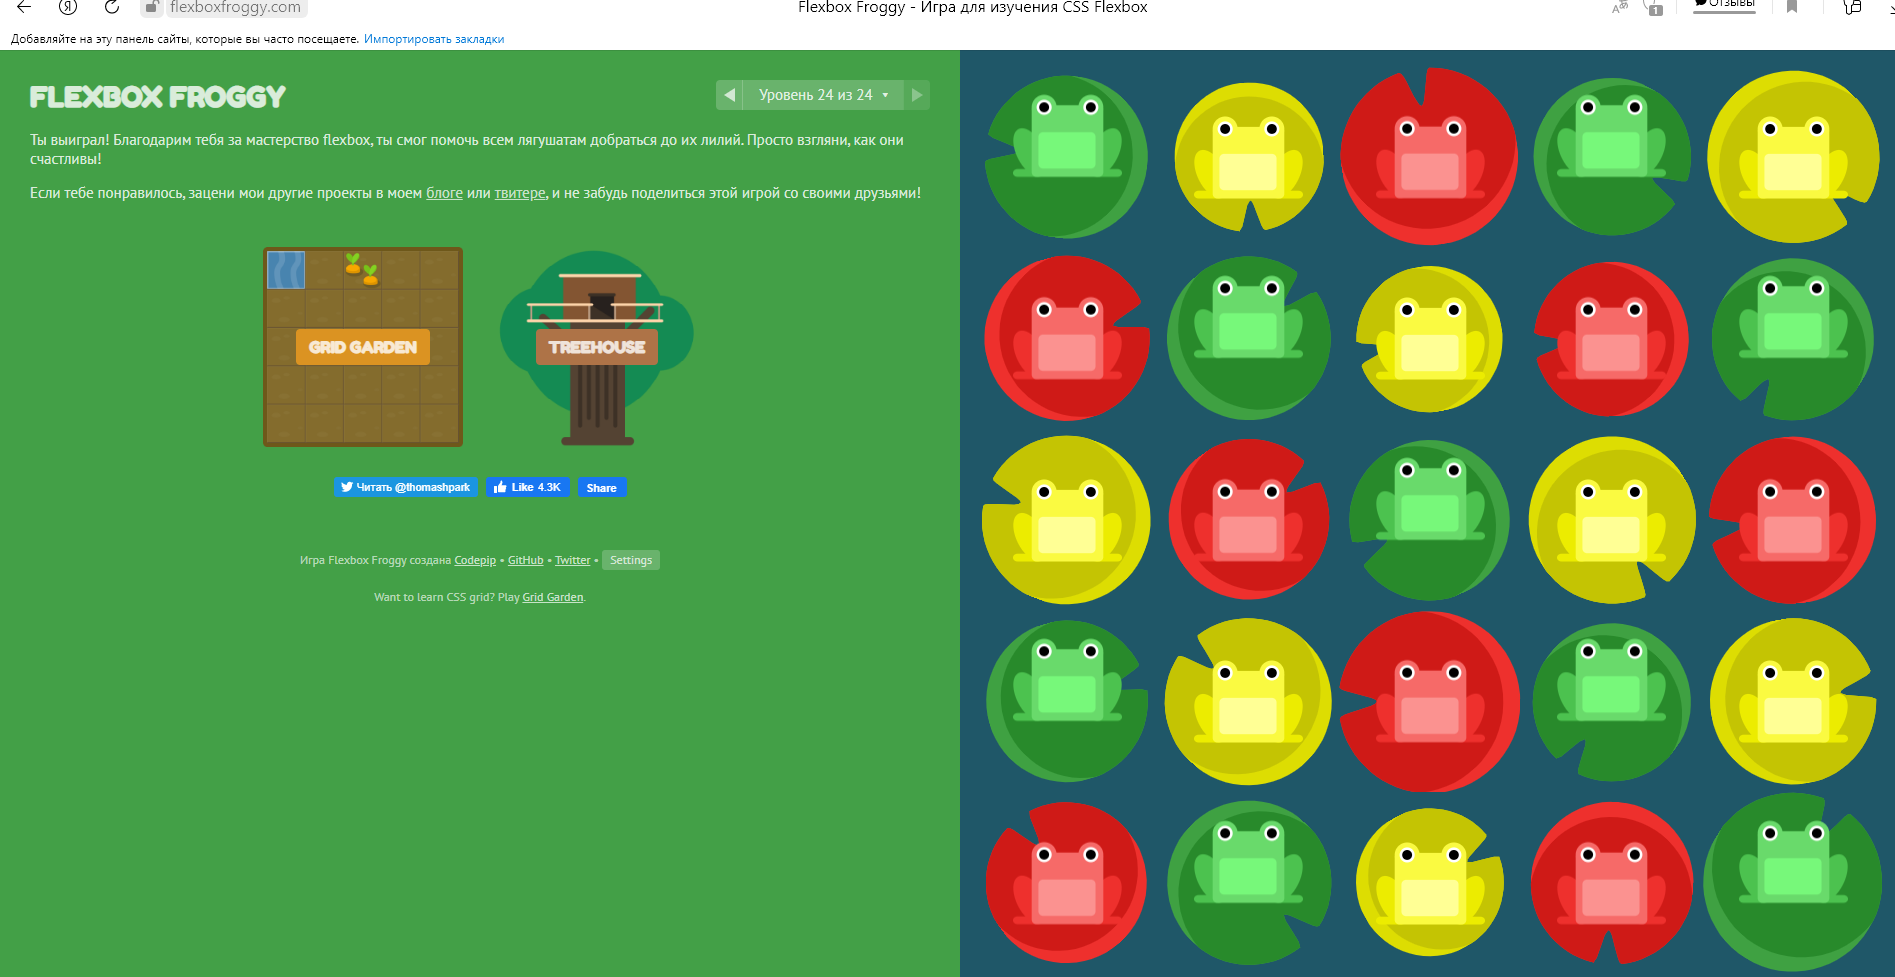 flexboxfroggy.com
Flexbox Froggy - Игра для изучения CSS Flexbox
1
Отзывы
Добавляйте на эту панель сайты, которые вы часто посещаете. Импортировать закладки
FLEXBOX FROGGY
Уровень 24 из 24
Ты выиграл! Благодарим тебя за мастерство flexbox, ты смог помочь всем лягушатам добраться до их лилий. Просто взгляни, как они
счастливы!
Если тебе понравилось, зацени мои другие проекты в моем блоге или твитере, и не забудь поделиться этой игрой со своими друзьями!
GRID GARDEN
TREEHOUSE
Читать @thomashpark
Like 4.3K
Share
Игра Flexbox Froggy создана Codepip • GitHub • Twitter • Settings
Want to learn CSS grid? Play Grid Garden.